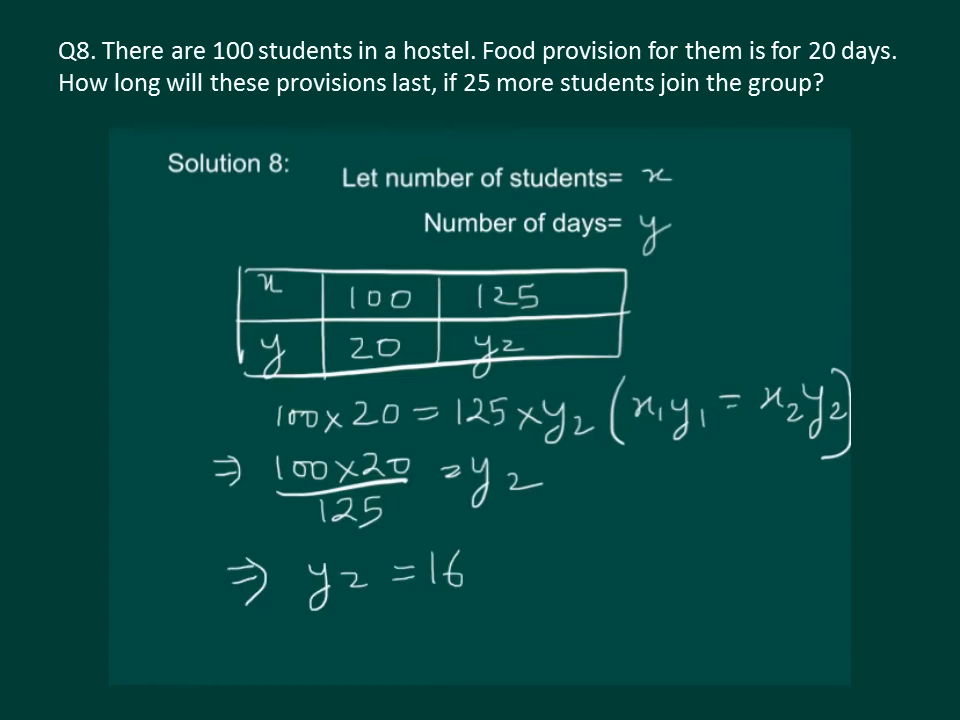 Q8. There are 100 students in a hostel. Food provision for them is for 20 days.
How long will these provisions last, if 25 more students join the group?
Solution 8:
Let number of students= x
Number of days= y
x 100 125
y 20 y2
100 x 20 = 125 x y2 (x1y1 = x2y2)
⇒ 100 x 20 / 125 = y2
⇒ y2 = 16